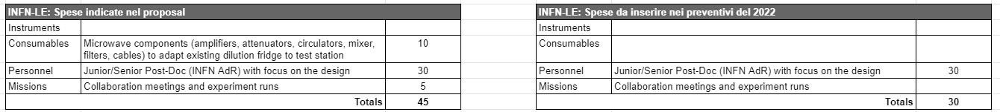 INFN-LE: Spese indicate nel proposal
Instruments
Consumables Microwave components (amplifiers, attenuators, circulators, mixer, 10
filters, cables) to adapt existing dilution fridge to test station
Personnel Junior/Senior Post-Doc (INFN AdR) with focus on the design 30
Missions Collaboration meetings and experiment runs 5
Totals 45
INFN-LE: Spese da inserire nei preventivi del 2022
Instruments
Consumables
Personnel Junior/Senior Post-Doc (INFN AdR) with focus on the design 30
Missions Collaboration meetings and experiment runs
Totals 30